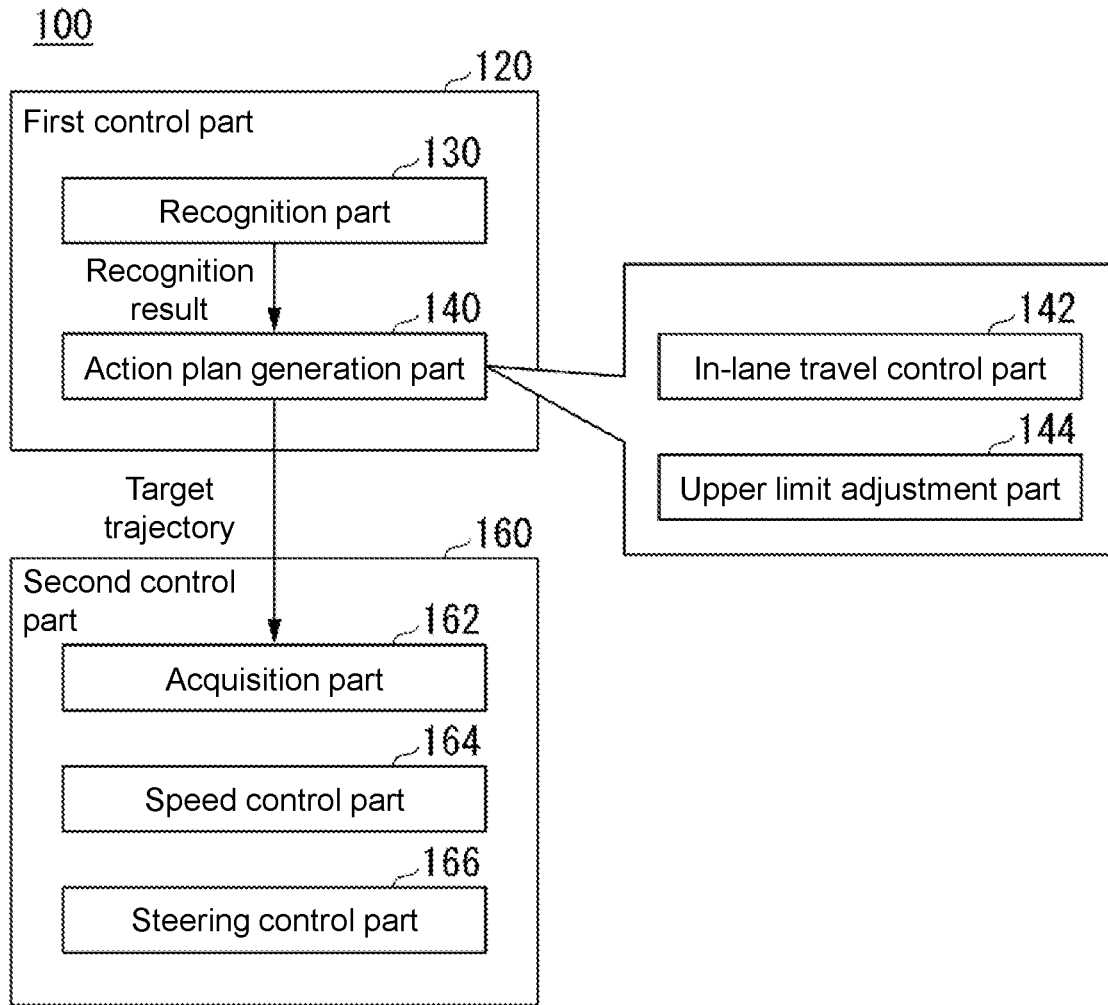 100
120
First control part
130
Recognition part
Recognition
result
140
Action plan generation part
142
In-lane travel control part
144
Upper limit adjustment part
Target
trajectory
160
Second control
part
162
Acquisition part
164
Speed control part
166
Steering control part